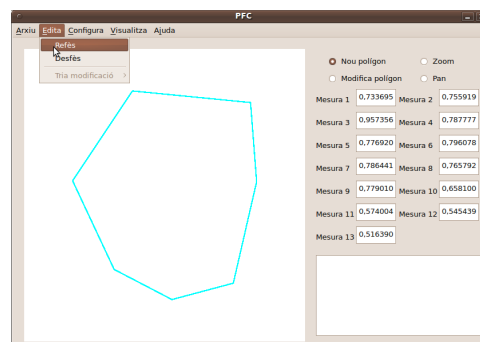 PFC
Arxiu Edita Configura Visualitza Ajuda
Refés
Desfés
Tria modificació
Nou polígon Zoom
Modifica polígon Pan
Mesura 1 0,733695 Mesura 2 0,755919
Mesura 3 0,957356 Mesura 4 0,787777
Mesura 5 0,776920 Mesura 6 0,796078
Mesura 7 0,786441 Mesura 8 0,765792
Mesura 9 0,779010 Mesura 10 0,658100
Mesura 11 0,574004 Mesura 12 0,545439
Mesura 13 0,516390